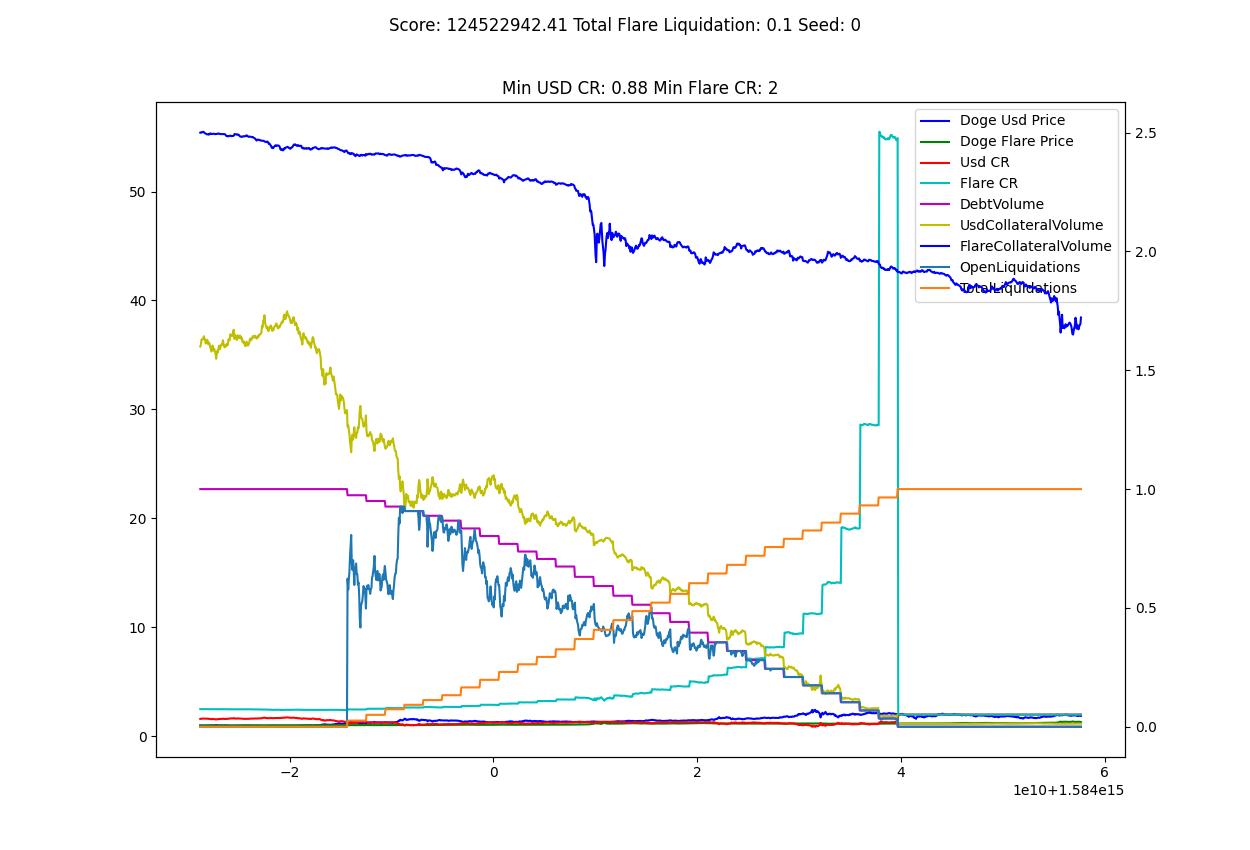 Score: 124522942.41 Total Flare Liquidation: 0.1 Seed: 0
Min USD CR: 0.88 Min Flare CR: 2
Doge Usd Price
Doge Flare Price
Usd CR
Flare CR
DebtVolume
UsdCollateralVolume
FlareCollateralVolume
OpenLiquidations
TotalLiquidations
50
40
30
20
10
0
2.5
2.0
1.5
1.0
0.5
0.0
−2
0
2
4
6
1e10+1.584e15